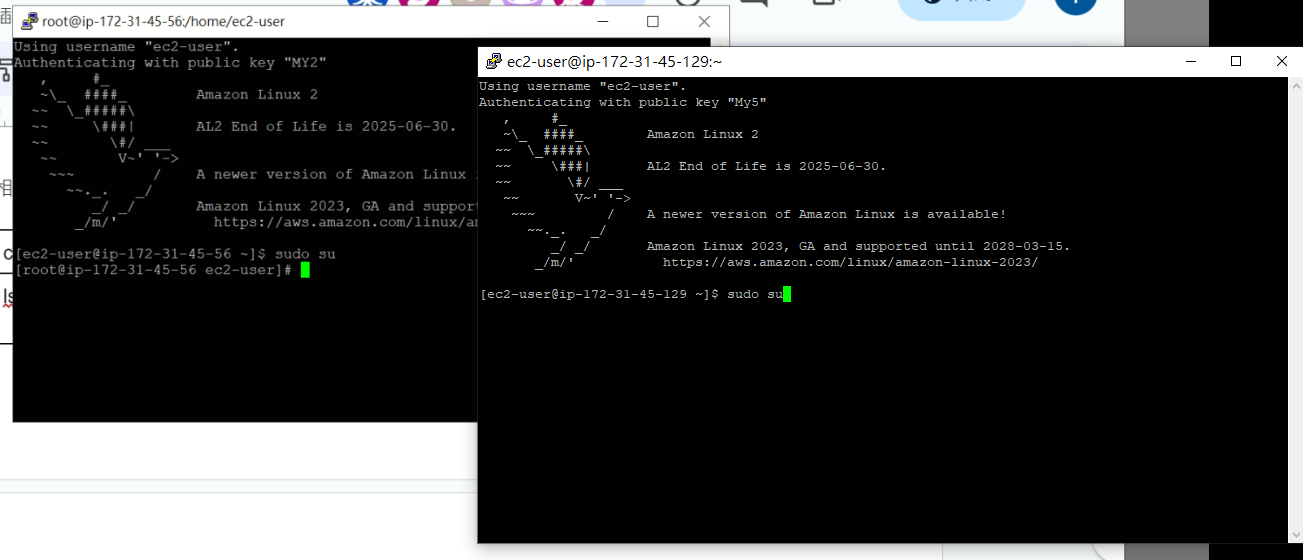 root@ip-172-31-45-56:/home/ec2-user
Using username "ec2-user".
Authenticating with public key "MY2"
Amazon Linux 2
AL2 End of Life is 2025-06-30.
A newer version of Amazon Linux
Amazon Linux 2023, GA and support
https://aws.amazon.com/linux/am
[ec2-user@ip-172-31-45-56 ~]$ sudo su
[root@ip-172-31-45-56 ec2-user]#
ec2-user@ip-172-31-45-129:~
Using username "ec2-user".
Authenticating with public key "My5"
   ,     #_
   ~\_  ####_        Amazon Linux 2
  ~~  \_#####\
  ~~     \###|       AL2 End of Life is 2025-06-30.
  ~~       \#/ ___
   ~~       V~' '->
    ~~~         /    A newer version of Amazon Linux is available!
      ~~._.   _/
         _/ _/       Amazon Linux 2023, GA and supported until 2028-03-15.
       _/m/'           https://aws.amazon.com/linux/amazon-linux-2023/
[ec2-user@ip-172-31-45-129 ~]$ sudo su